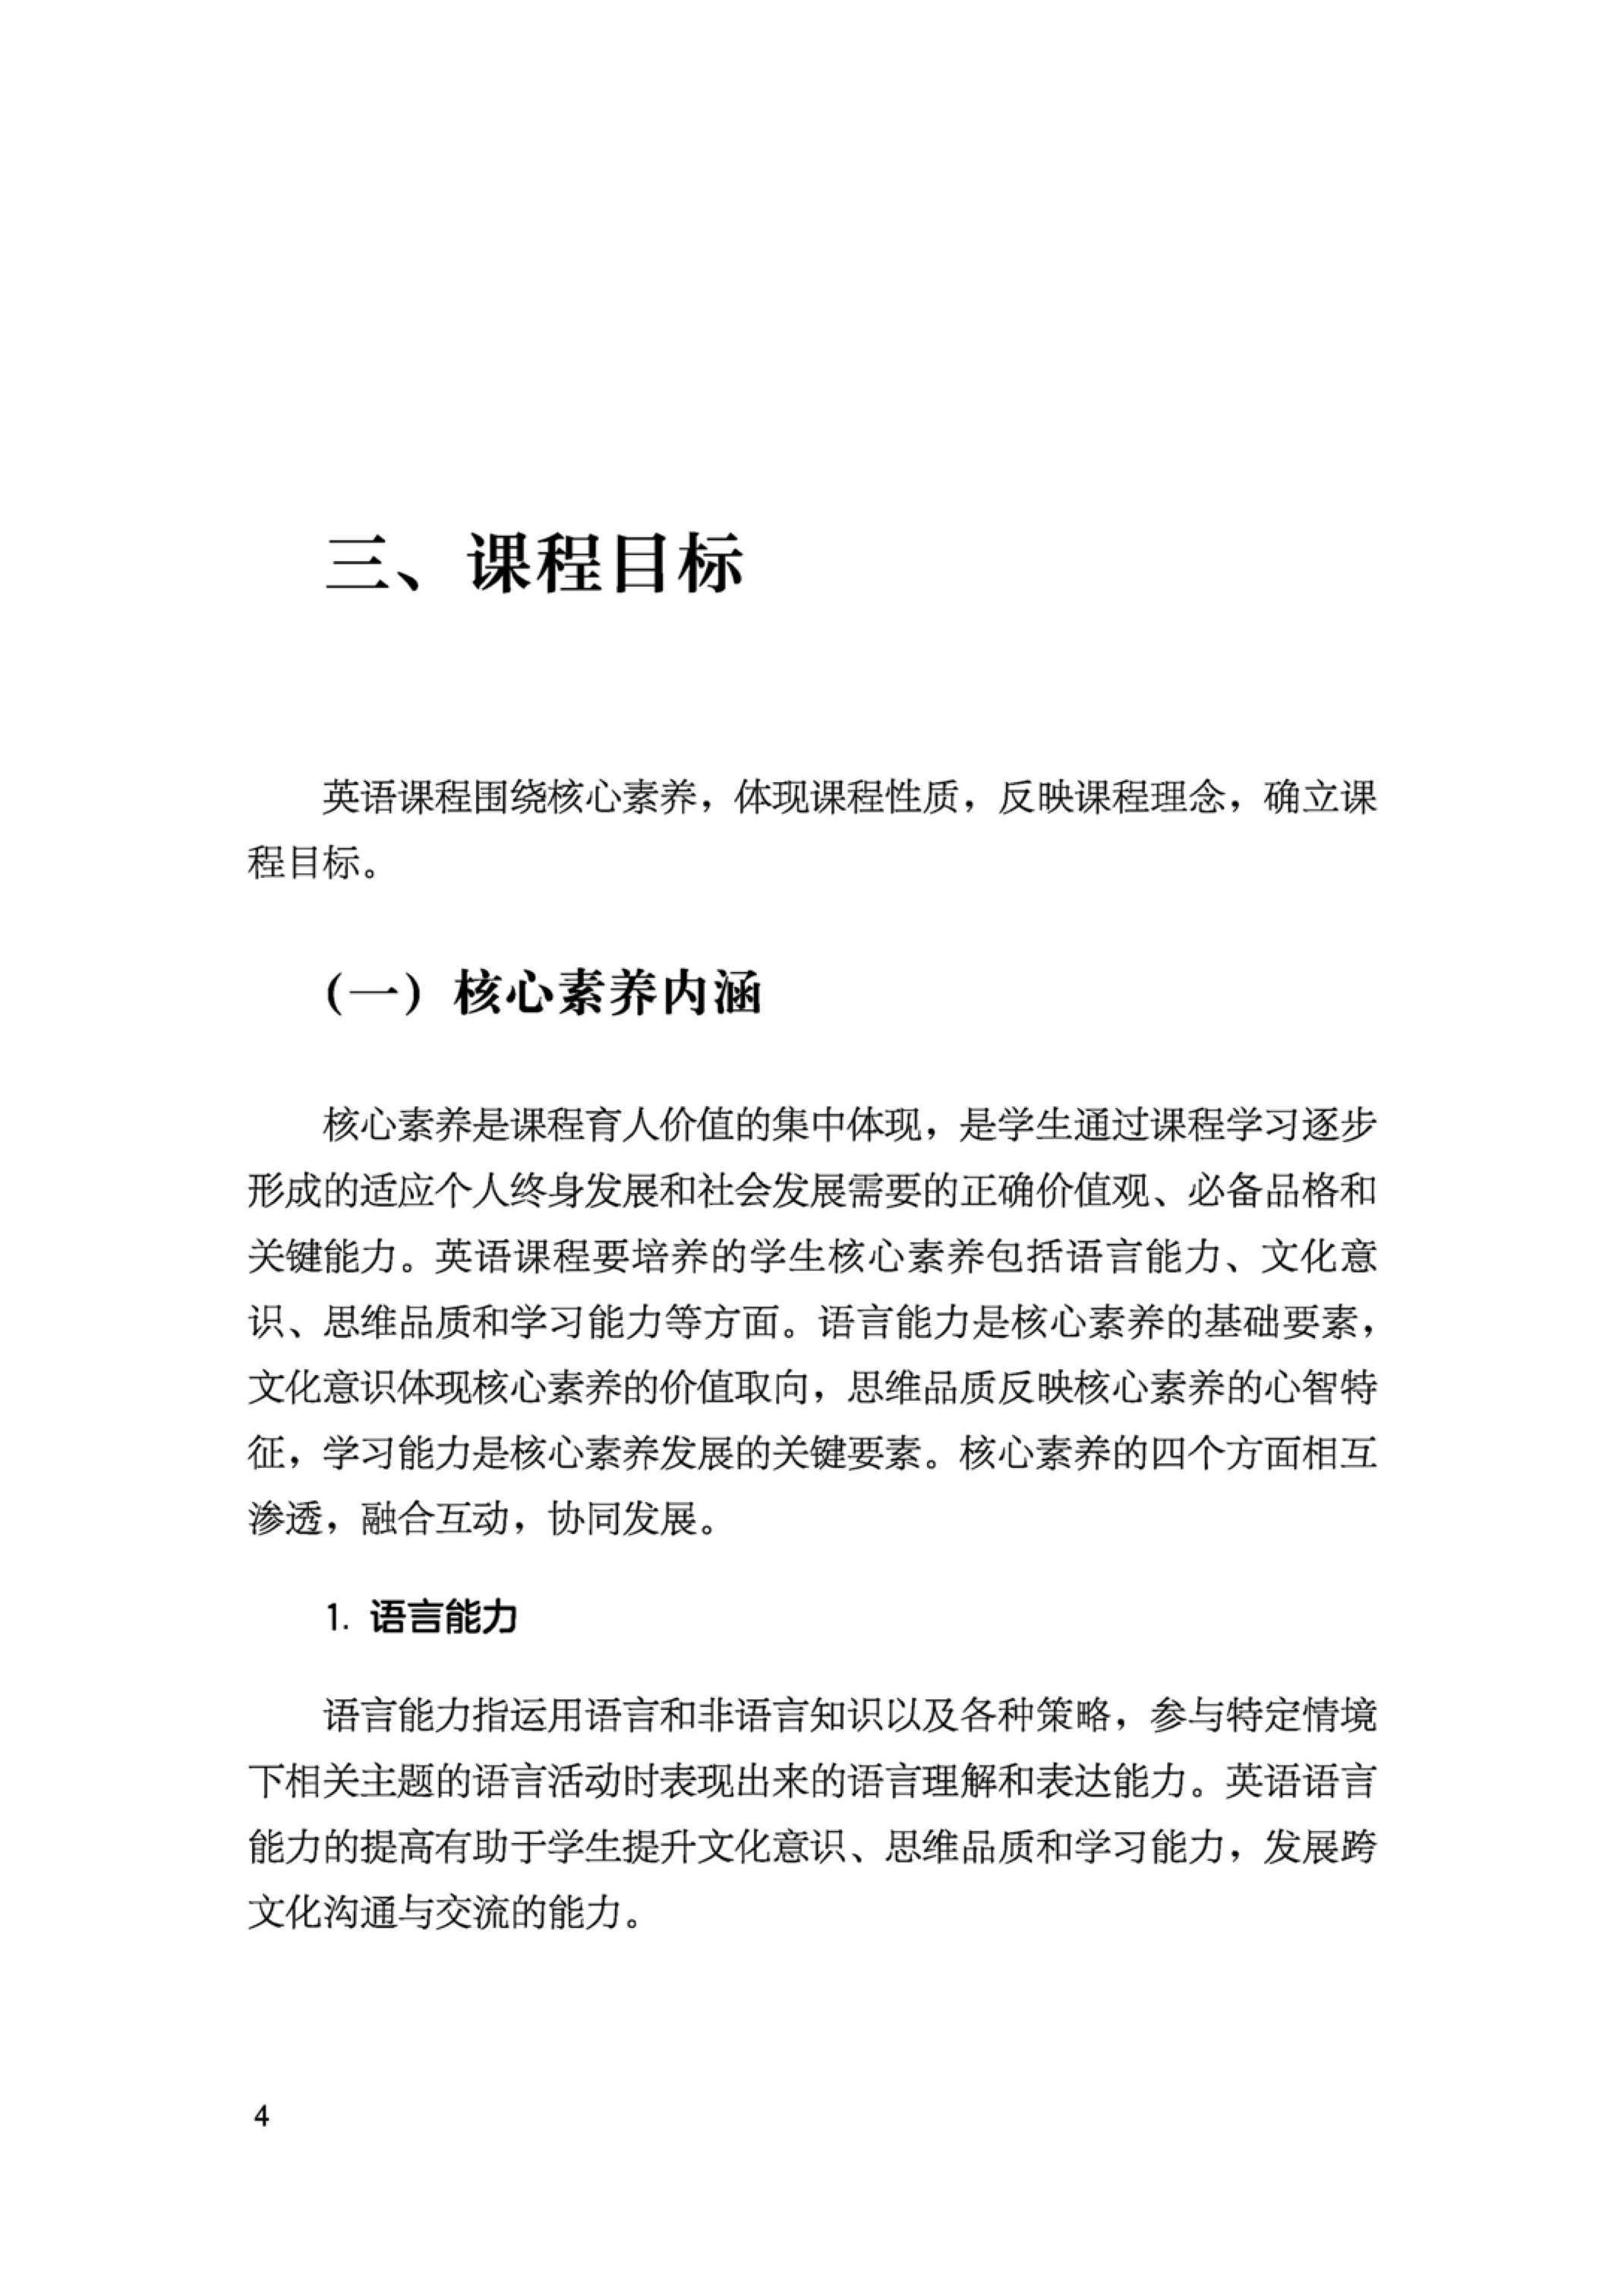 三、课程目标
英语课程围绕核心素养，体现课程性质，反映课程理念，确立课
程目标。
（一）核心素养内涵
核心素养是课程育人价值的集中体现，是学生通过课程学习逐步
形成的适应个人终身发展和社会发展需要的正确价值观、必备品格和
关键能力。英语课程要培养的学生核心素养包括语言能力、文化意
识、思维品质和学习能力等方面。语言能力是核心素养的基础要素，
文化意识体现核心素养的价值取向，思维品质反映核心素养的心智特
征，学习能力是核心素养发展的关键要素。核心素养的四个方面相互
渗透，融合互动，协同发展。
1. 语言能力
语言能力指运用语言和非语言知识以及各种策略，参与特定情境
下相关主题的语言活动时表现出来的语言理解和表达能力。英语语言
能力的提高有助于学生提升文化意识、思维品质和学习能力，发展跨
文化沟通与交流的能力。
4